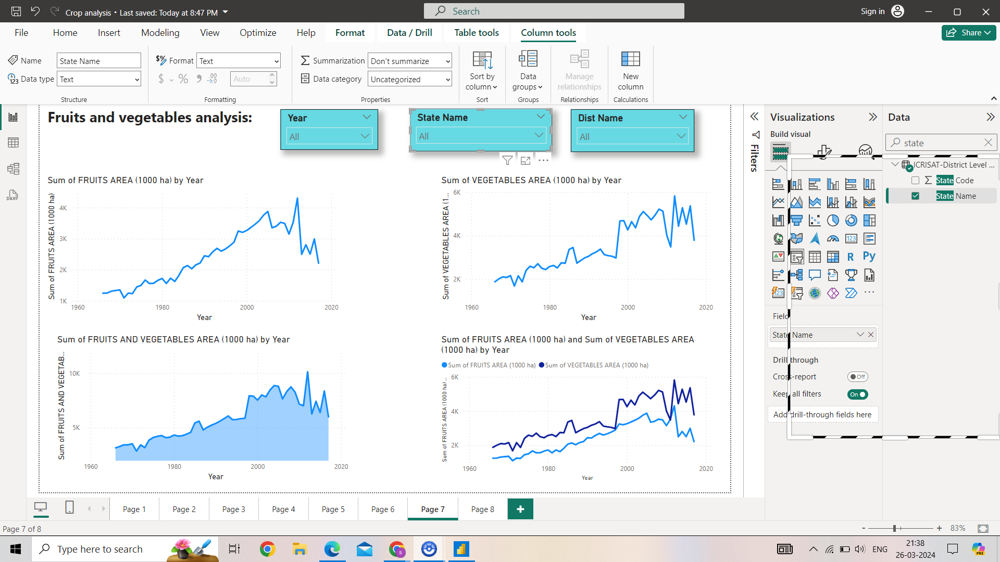 Crop analysis • Last saved: Today at 8:47 PM
Search
Sign in
File Home Insert Modeling View Optimize Help Format Data / Drill Table tools Column tools
Share
Name State Name
Data type Text
Structure
Format Text
$ % Auto
Formatting
Summarization Don't summarize
Data category Uncategorized
Properties
Sort by
column
Sort
Data
groups
Groups
Manage
relationships
Relationships
New
column
Calculations
Fruits and vegetables analysis:
Year
All
State Name
All
Dist Name
All
Filters
Sum of FRUITS AREA (1000 ha) by Year
Sum of FRUITS AREA (1000 ha)
4K
3K
2K
1K
1960 1980 2000 2020
Year
Sum of VEGETABLES AREA (1000 ha) by Year
Sum of VEGETABLES AREA (1...
6K
4K
2K
1960 1980 2000 2020
Year
Sum of FRUITS AND VEGETABLES AREA (1000 ha) by Year
Sum of FRUITS AND VEGETAB...
10K
5K
1960 1980 2000 2020
Year
Sum of FRUITS AREA (1000 ha) and Sum of VEGETABLES AREA
(1000 ha) by Year
Sum of FRUITS AREA (1000 ha) Sum of VEGETABLES AREA (1000 ha)
Sum of FRUITS AREA (1000 ha) ...
6K
4K
2K
1960 1980 2000 2020
Year
Visualizations
Build visual
123
R Py
123
Field
State Name
Drill through
Cross-report Off
Keep all filters On
Add drill-through fields here
Data
state
ICRISAT-District Level ...
State Code
State Name
DAX
Page 1 Page 2 Page 3 Page 4 Page 5 Page 6 Page 7 Page 8 +
Page 7 of 8
- + 83%
Type here to search
ENG
21:38
26-03-2024
PRE